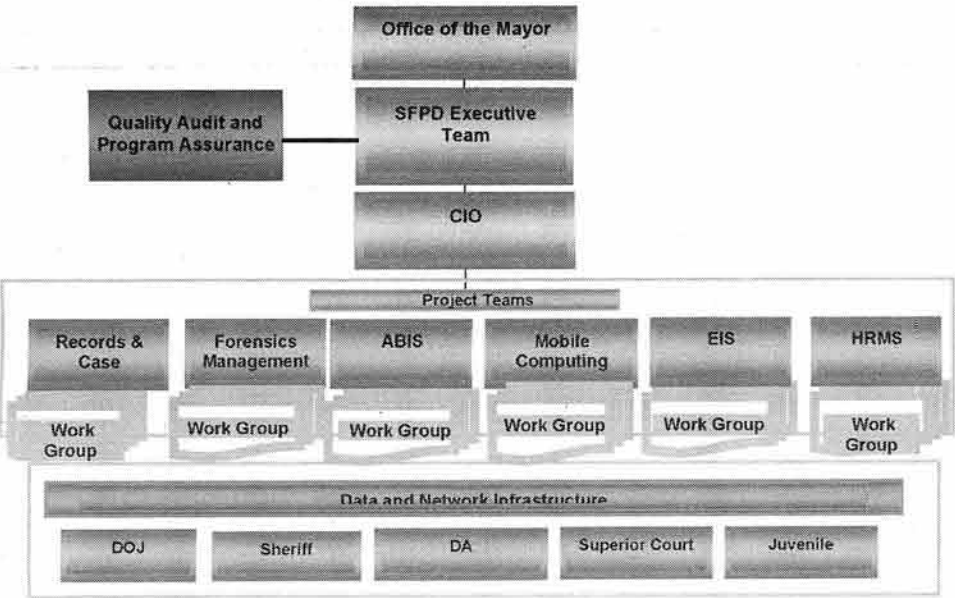 Office of the Mayor
Quality Audit and
Program Assurance
SFPD Executive
Team
CIO
Project Teams
Records &
Case
Forensics
Management
ABIS
Mobile
Computing
EIS
HRMS
Work
Group
Work Group
Work Group
Work Group
Work Group
Work
Group
Data and Network Infrastructure
DOJ
Sheriff
DA
Superior Court
Juvenile